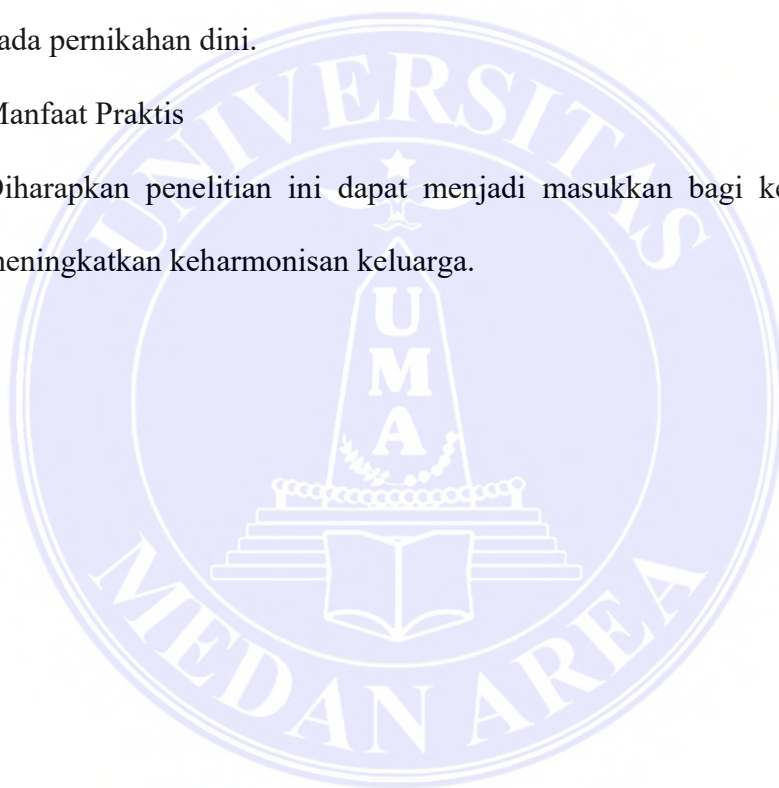 ada pernikahan dini.
Manfaat Praktis
Diharapkan penelitian ini dapat menjadi masukkan bagi ke
meningkatkan keharmonisan keluarga.
UNIVERSITAS
UMA
MEDAN AREA